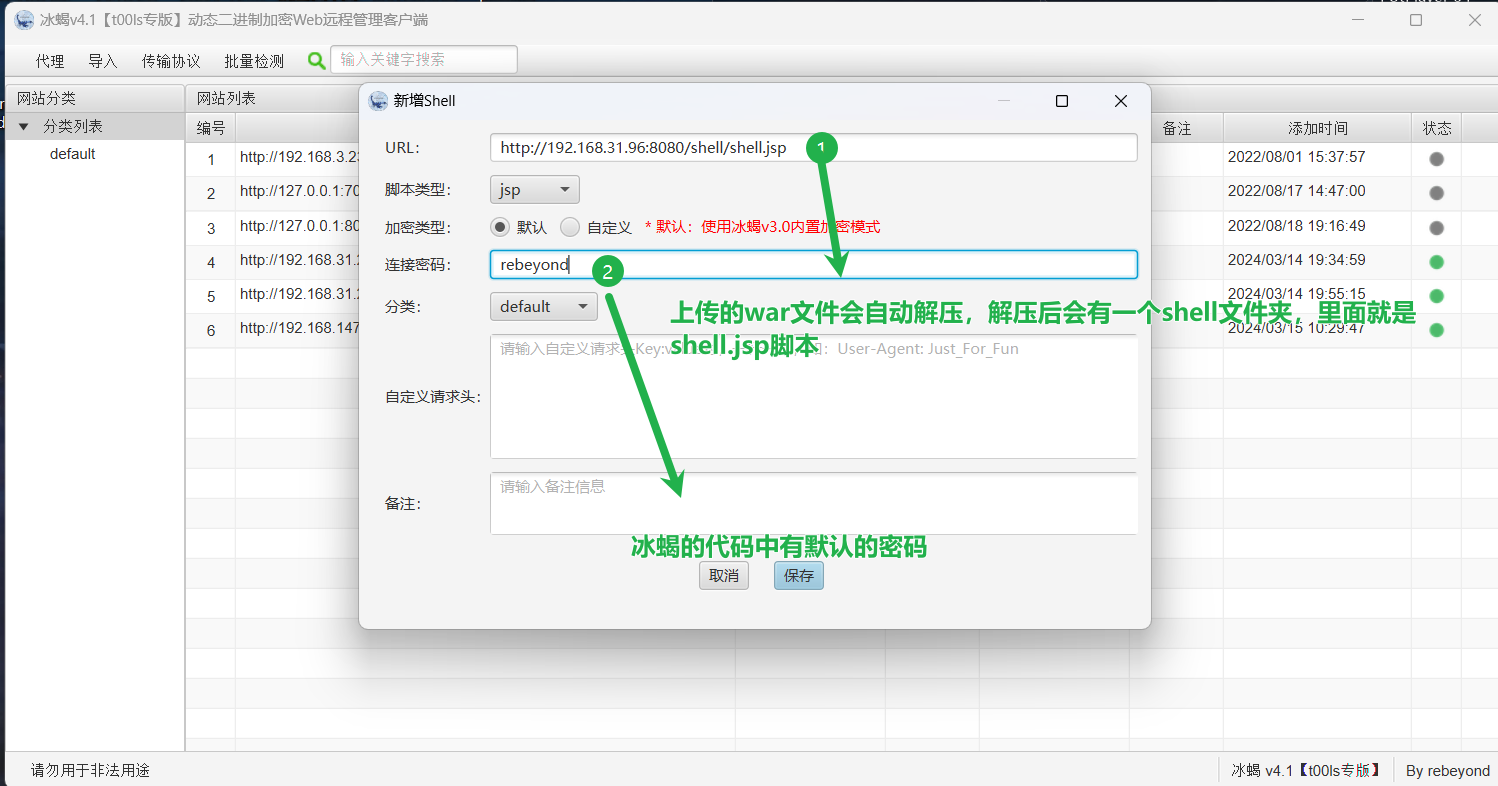 冰蝎v4.1【t00ls专版】动态二进制加密Web远程管理客户端
代理 导入 传输协议 批量检测 输入关键字搜索
网站分类 网站列表
分类列表
default
编号 备注 添加时间 状态
1 http://192.168.3.23 2022/08/01 15:37:57
2 http://127.0.0.1:70 2022/08/17 14:47:00
3 http://127.0.0.1:80 2022/08/18 19:16:49
4 http://192.168.31.2 2024/03/14 19:34:59
5 http://192.168.31.2 2024/03/14 19:55:15
6 http://192.168.147 2024/03/15 10:29:47
新增Shell
URL: http://192.168.31.96:8080/shell/shell.jsp 1
脚本类型: jsp
加密类型: 默认 自定义 * 默认：使用冰蝎v3.0内置加密模式
连接密码: rebeyond 2
分类: default
上传的war文件会自动解压，解压后会有一个shell文件夹，里面就是
shell.jsp脚本
请输入自定义请求头 User-Agent: Just_For_Fun
自定义请求头:
请输入备注信息
备注:
冰蝎的代码中有默认的密码
取消 保存
请勿用于非法用途 冰蝎 v4.1【t00ls专版】 By rebeyond